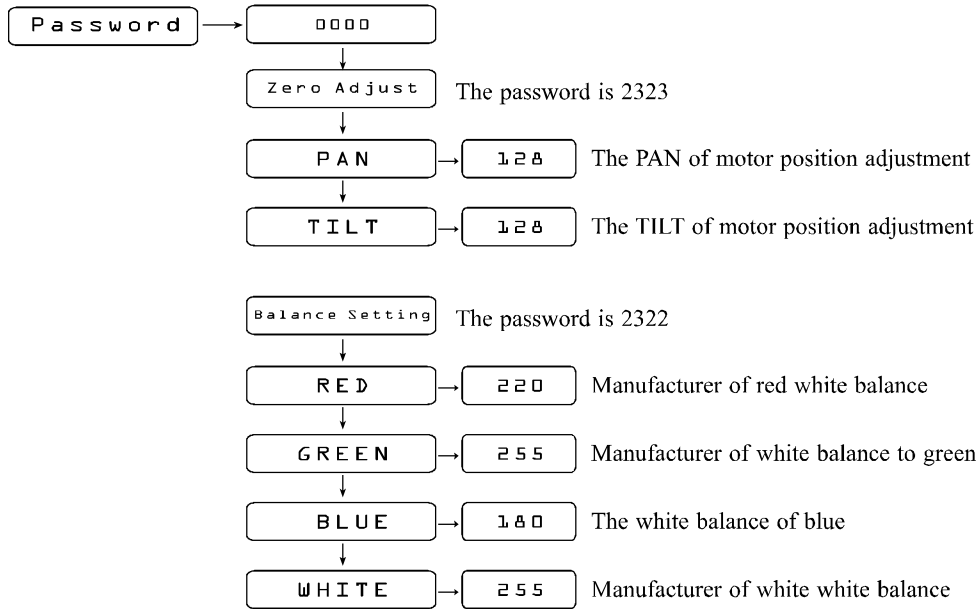 Password 0000
Zero Adjust The password is 2323
PAN 128 The PAN of motor position adjustment
TILT 128 The TILT of motor position adjustment
Balance Setting The password is 2322
RED 220 Manufacturer of red white balance
GREEN 255 Manufacturer of white balance to green
BLUE 180 The white balance of blue
WHITE 255 Manufacturer of white white balance